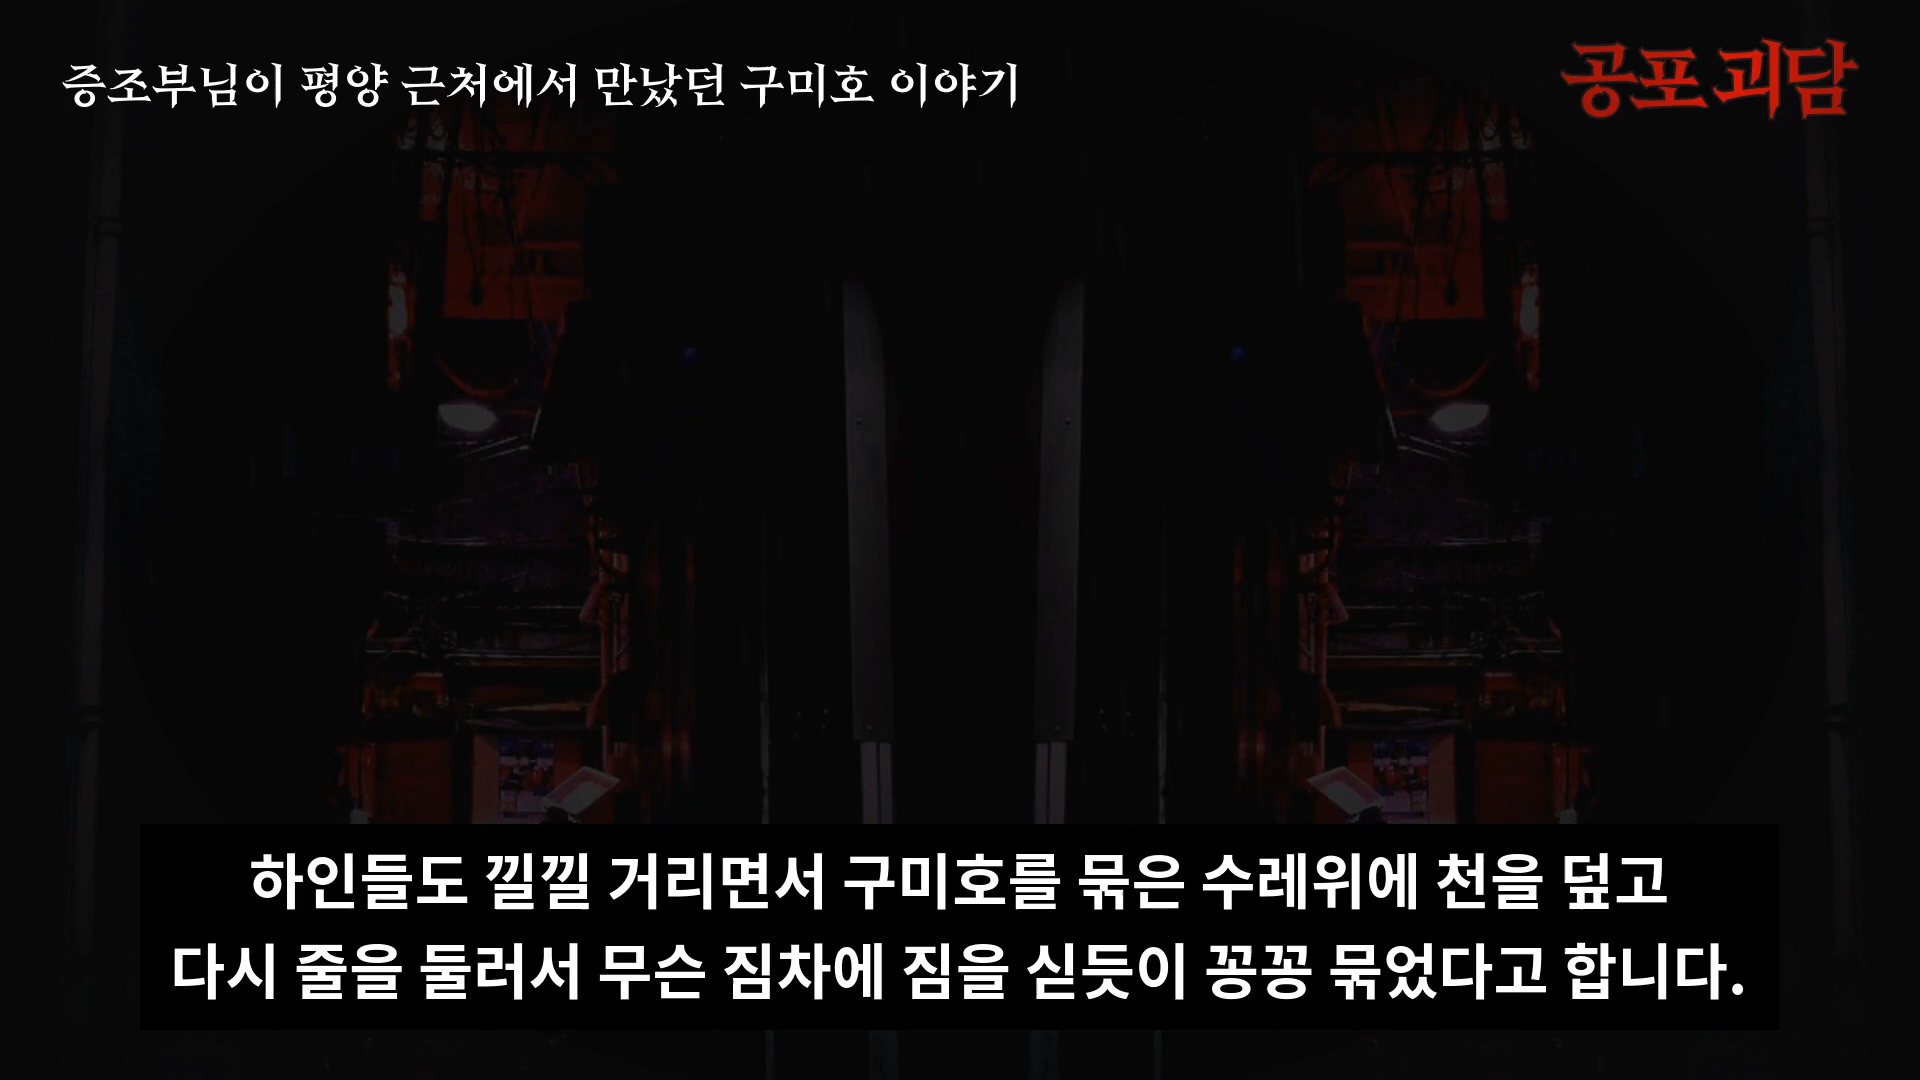 증조부님이 평양 근처에서 만났던 구미호 이야기
공포 괴담
하인들도 낄낄 거리면서 구미호를 묶은 수레위에 천을 덮고
다시 줄을 둘러서 무슨 짐차에 짐을 싣듯이 꽁꽁 묶었다고 합니다.